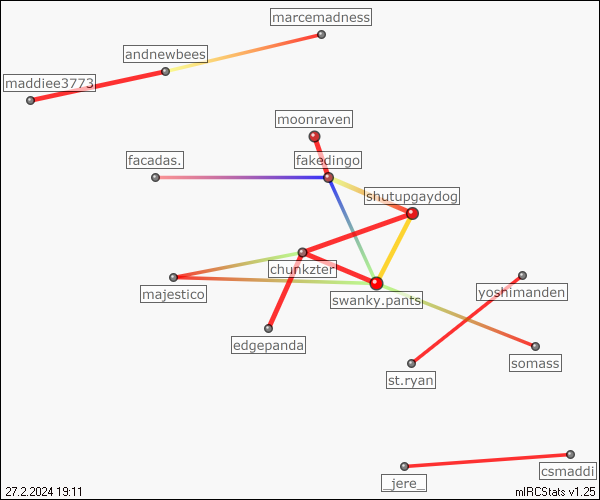 marcemadness
andnewbees
maddiee3773
moonraven
facadas.
fakedingo
shutupgaydog
chunkzter
majestico
swanky.pants
yoshimanden
edgepanda
somass
st.ryan
csmaddi
_jere_
27.2.2024 19:11
mIRCStats v1.25